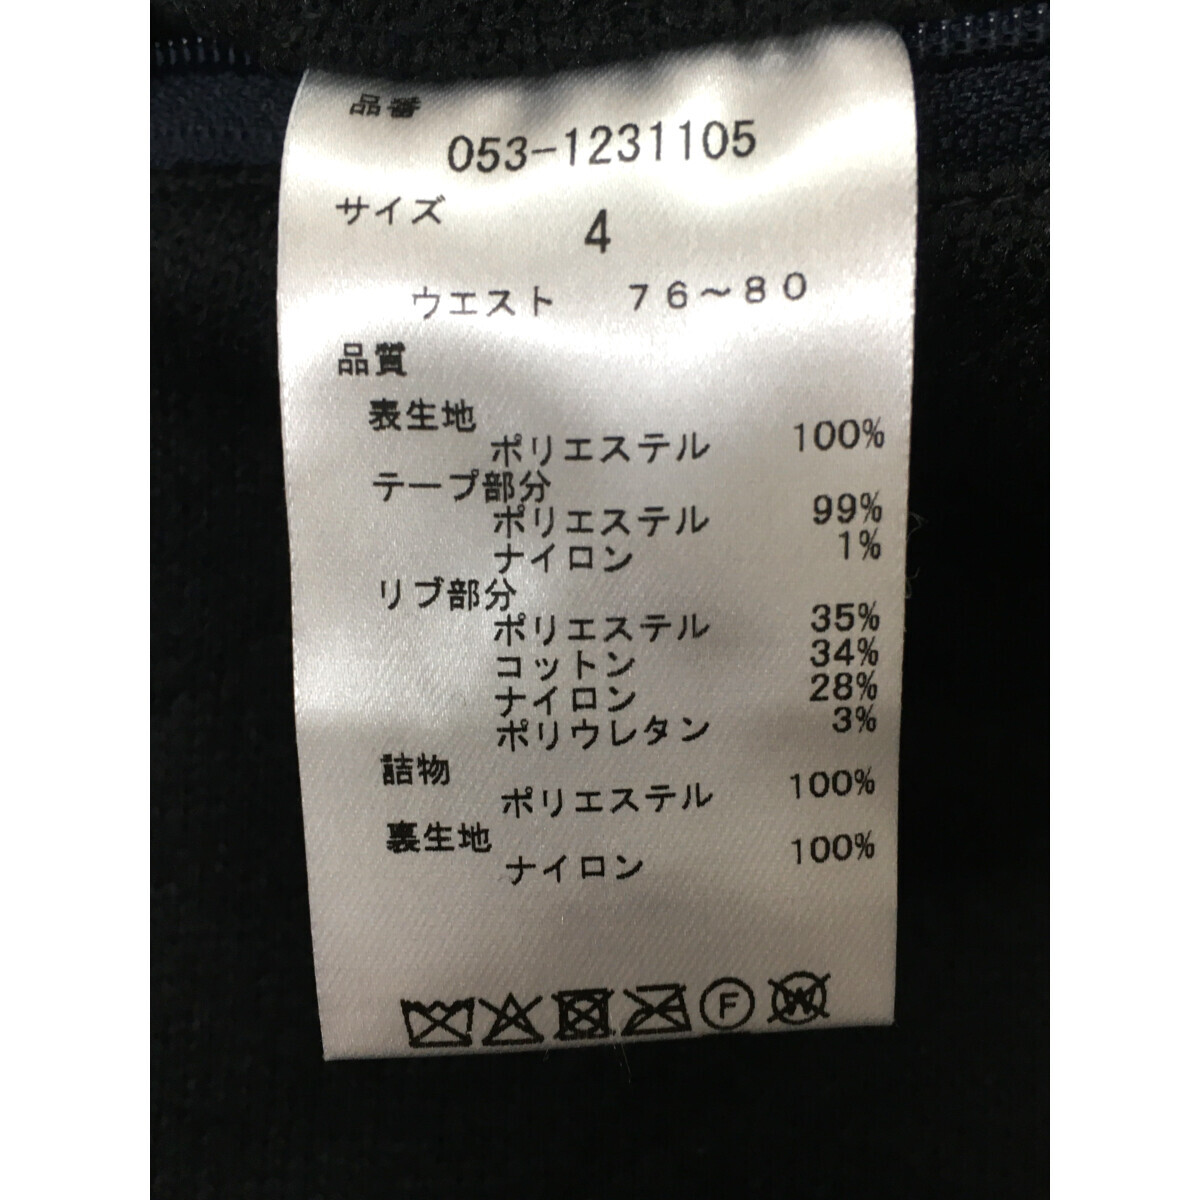 品番
053-1231105
サイズ
4
ウエスト 76～80
品質
表生地
ポリエステル 100%
テープ部分
ポリエステル 99%
ナイロン 1%
リブ部分
ポリエステル 35%
コットン 34%
ナイロン 28%
ポリウレタン 3%
詰物
ポリエステル 100%
裏生地
ナイロン 100%
F W